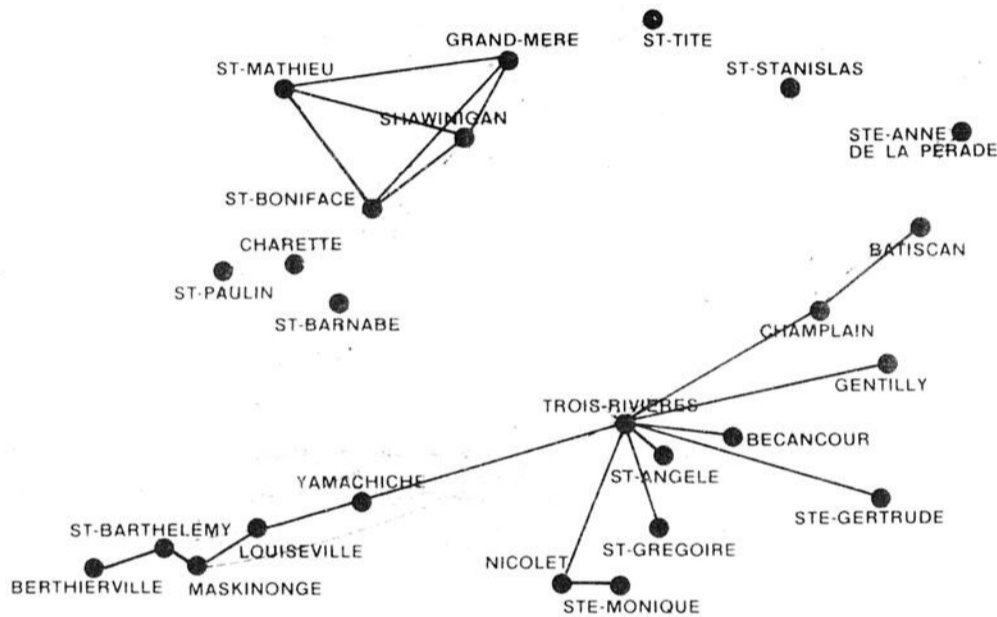 ST-TITE
GRAND-MERE
ST-MATHIEU
ST-STANISLAS
SHAWINIGAN
STE-ANNE
DE LA PERADE
ST-BONIFACE
CHARETTE
BATISCAN
ST-PAULIN
ST-BARNABE
CHAMPLAIN
GENTILLY
TROIS-RIVIERES
BECANCOUR
ST-ANGELE
YAMACHICHE
STE-GERTRUDE
ST-BARTHELEMY
LOUISEVILLE
ST-GREGOIRE
NICOLET
BERTHIERVILLE
MASKINONGE
STE-MONIQUE